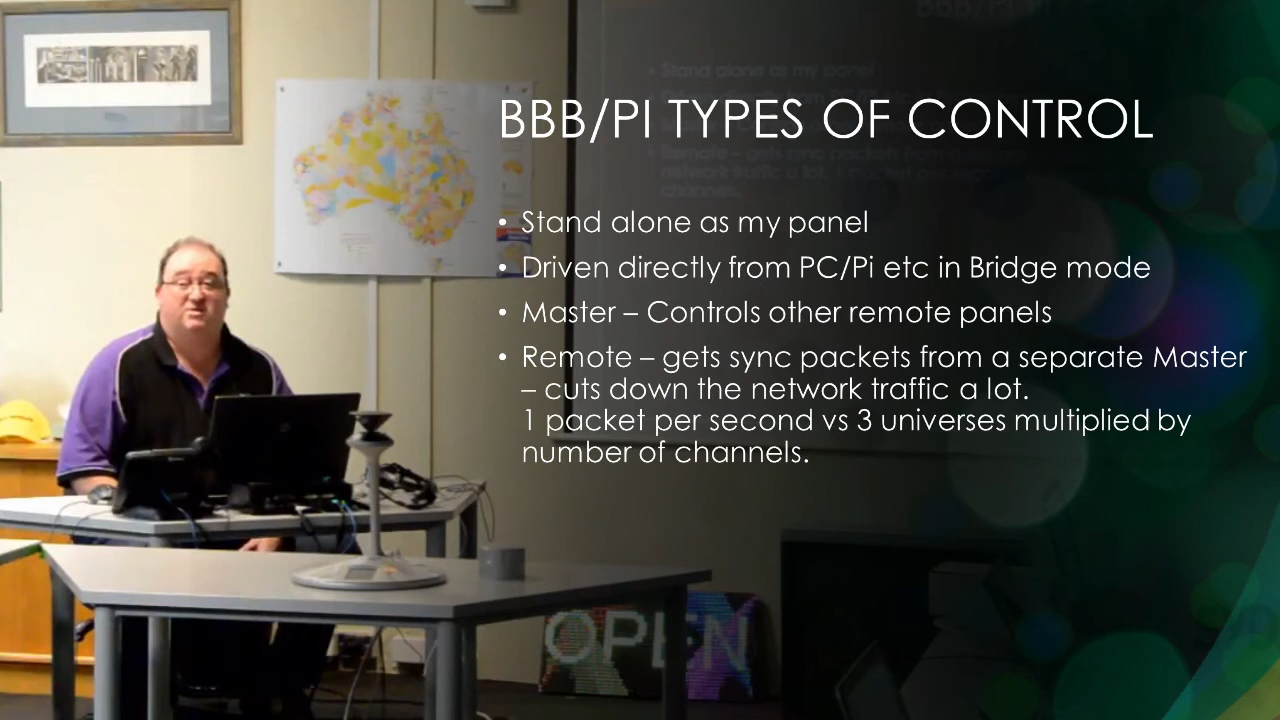 BBB/PI TYPES OF CONTROL
• Stand alone as my panel
• Driven directly from PC/Pi etc in Bridge mode
• Master – Controls other remote panels
• Remote – gets sync packets from a separate Master
– cuts down the network traffic a lot.
1 packet per second vs 3 universes multiplied by
number of channels.
OPEN